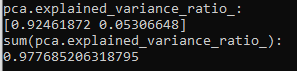 pca.explained_variance_ratio_:
[0.92461872 0.05306648]
sum(pca.explained_variance_ratio_):
0.977685206318795